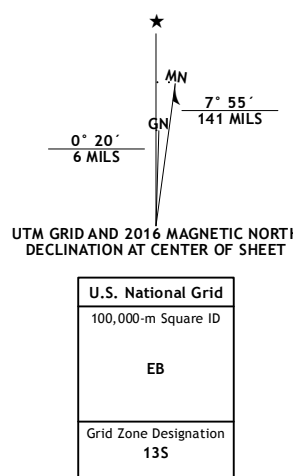 ★
MN
7° 55´
141 MILS
GN
0° 20´
6 MILS
UTM GRID AND 2016 MAGNETIC NORTH
DECLINATION AT CENTER OF SHEET
U.S. National Grid
100,000-m Square ID
EB
Grid Zone Designation
13S